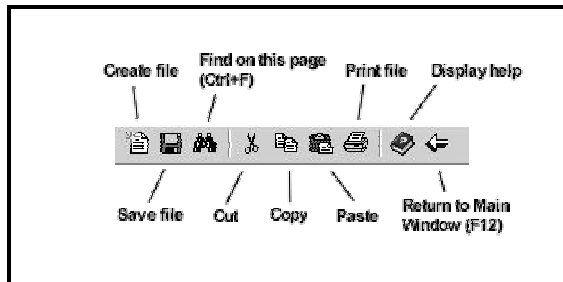 Create file
Find on this page
(Ctrl+F)
Print file
Display help
Save file
Cut
Copy
Paste
Return to Main
Window (F12)